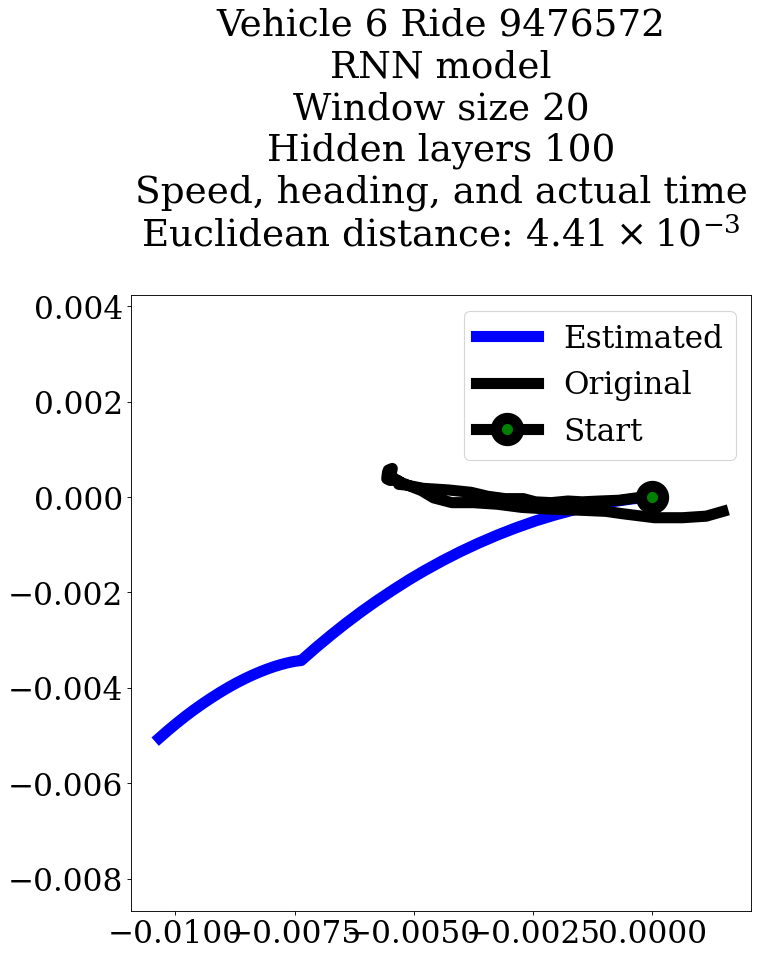 Vehicle 6 Ride 9476572
RNN model
Window size 20
Hidden layers 100
Speed, heading, and actual time
Euclidean distance: 4.41 × 10⁻³
Estimated
Original
Start
0.004
0.002
0.000
−0.002
−0.004
−0.006
−0.008
−0.0100 −0.0075 −0.0050 −0.0025 0.0000